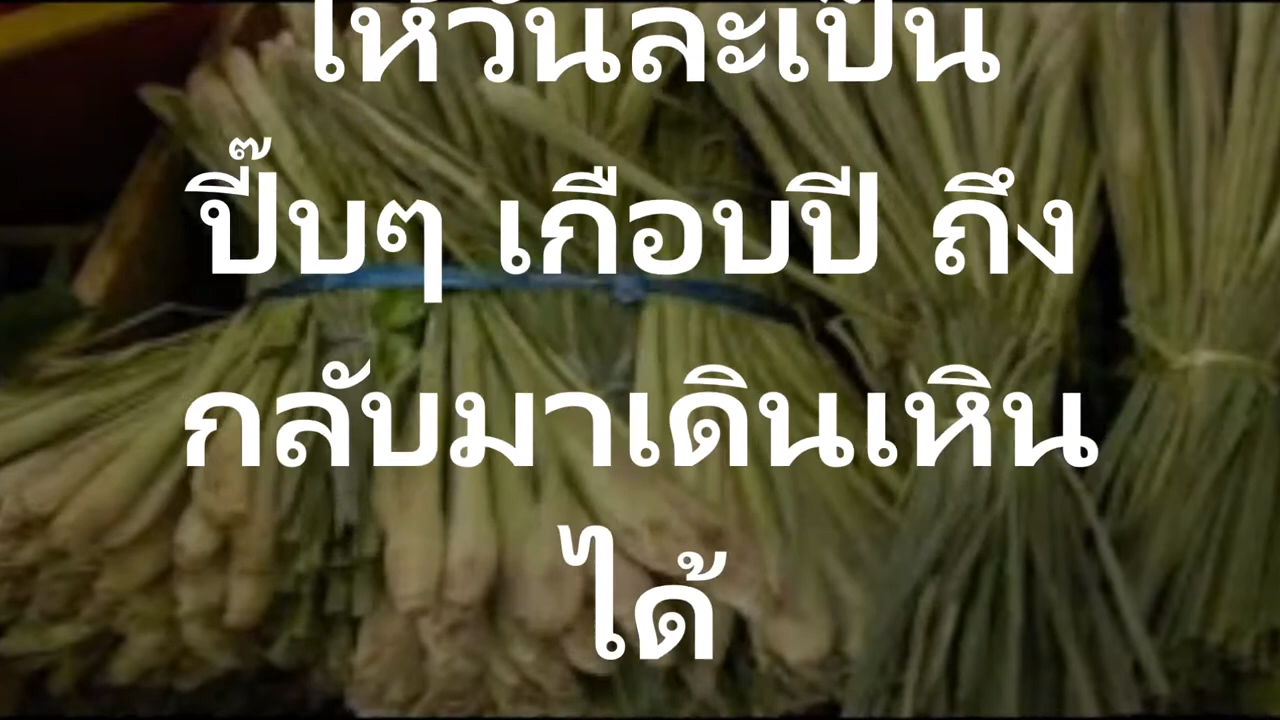 ให้วันละเป็น
ปี๊บๆ เกือบปี ถึง
กลับมาเดินเหิน
ได้